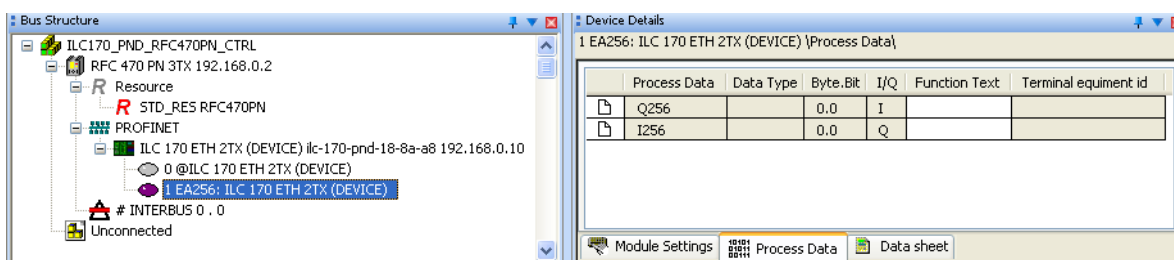 Bus Structure
ILC170_PND_RFC470PN_CTRL
RFC 470 PN 3TX 192.168.0.2
R Resource
R STD_RES RFC470PN
PROFINET
ILC 170 ETH 2TX (DEVICE) ilc-170-pnd-18-8a-a8 192.168.0.10
0 @ILC 170 ETH 2TX (DEVICE)
1 EA256: ILC 170 ETH 2TX (DEVICE)
# INTERBUS 0 . 0
Unconnected
Device Details
1 EA256: ILC 170 ETH 2TX (DEVICE) \Process Data\
Process Data Data Type Byte.Bit I/Q Function Text Terminal equiment id
Q256 0.0 I
I256 0.0 Q
Module Settings Process Data Data sheet